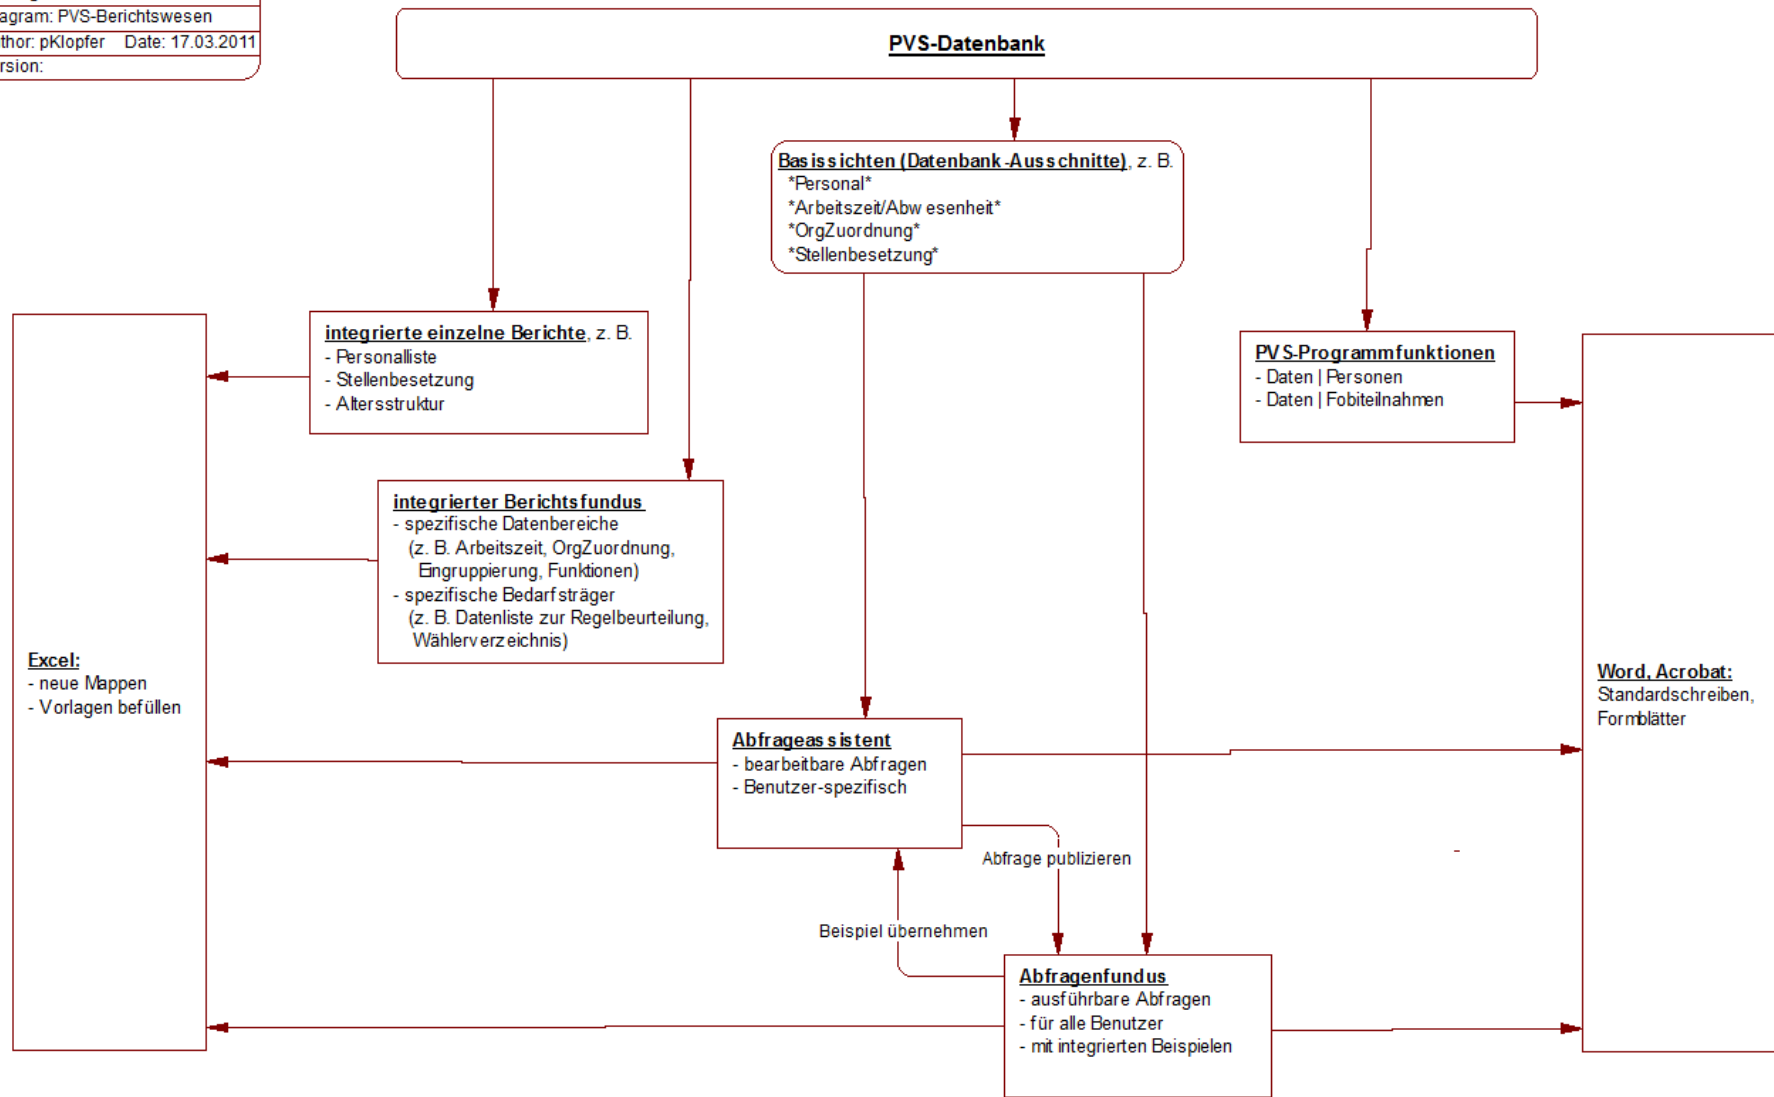 agram: PVS-Berichtswesen
thor: pKlopfer Date: 17.03.2011
rsion:
PVS-Datenbank
Basissichten (Datenbank-Ausschnitte), z. B.
*Personal*
*Arbeitszeit/Abwesenheit*
*OrgZuordnung*
*Stellenbesetzung*
integrierte einzelne Berichte, z. B.
- Personalliste
- Stellenbesetzung
- Altersstruktur
PVS-Programmfunktionen
- Daten | Personen
- Daten | Fobiteilnahmen
integrierter Berichtsfundus
- spezifische Datenbereiche
(z. B. Arbeitszeit, OrgZuordnung,
Eingruppierung, Funktionen)
- spezifische Bedarfsträger
(z. B. Datenliste zur Regelbeurteilung,
Wählerverzeichnis)
Excel:
- neue Mappen
- Vorlagen befüllen
Word, Acrobat:
Standardschreiben,
Formblätter
Abfrageassistent
- bearbeitbare Abfragen
- Benutzer-spezifisch
Abfrage publizieren
Beispiel übernehmen
Abfragenfundus
- ausführbare Abfragen
- für alle Benutzer
- mit integrierten Beispielen